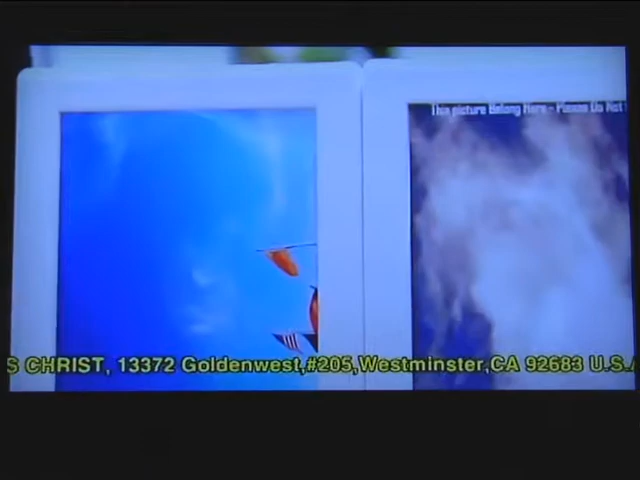 This picture Belong Here - Please Do Not
S CHRIST, 13372 Goldenwest,#205,Westminster,CA 92683 U.S.